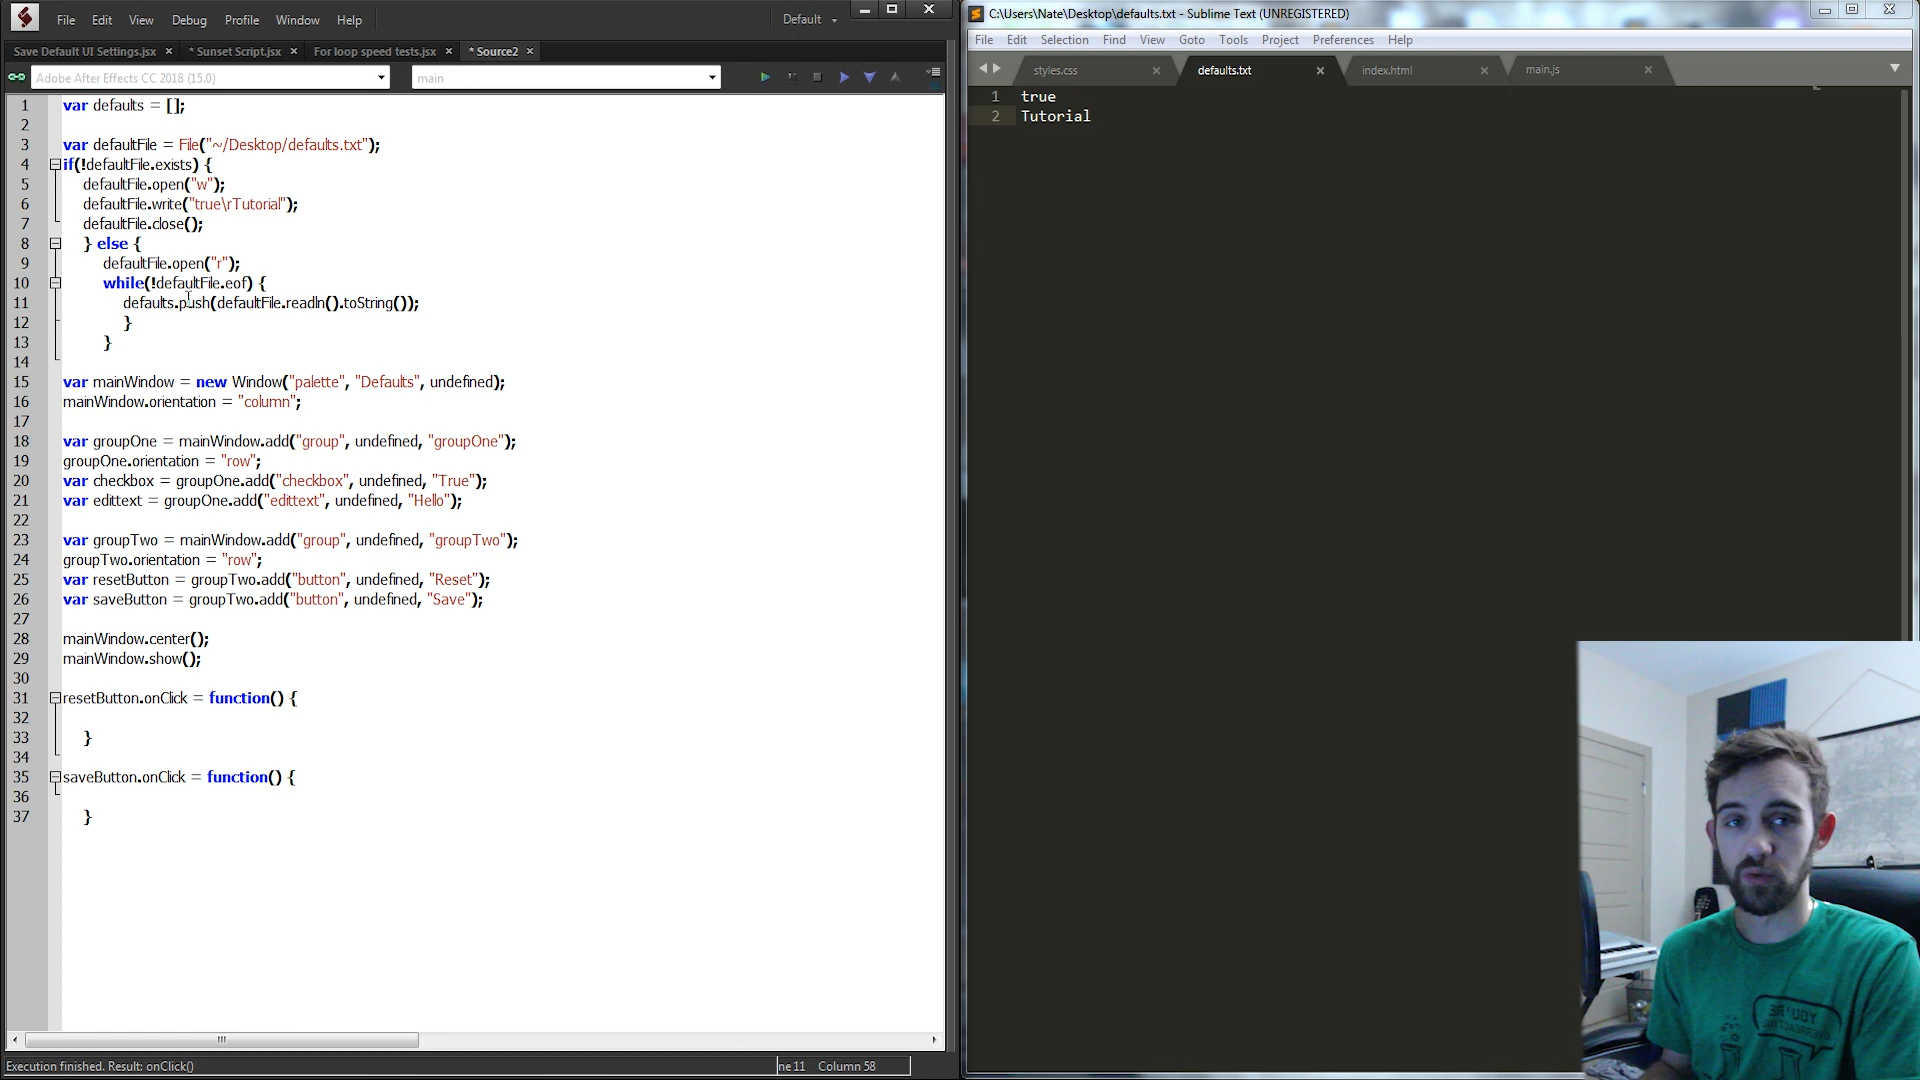 File Edit View Debug Profile Window Help Default
Save Default UI Settings.jsx × * Sunset Script.jsx × For loop speed tests.jsx × * Source2 ×
Adobe After Effects CC 2018 (15.0) main
1 var defaults = [];
2
3 var defaultFile = File("~/Desktop/defaults.txt");
4 if(!defaultFile.exists) {
5 defaultFile.open("w");
6 defaultFile.write("true\rTutorial");
7 defaultFile.close();
8 } else {
9 defaultFile.open("r");
10 while(!defaultFile.eof) {
11 defaults.push(defaultFile.readln().toString());
12 }
13 }
14
15 var mainWindow = new Window("palette", "Defaults", undefined);
16 mainWindow.orientation = "column";
17
18 var groupOne = mainWindow.add("group", undefined, "groupOne");
19 groupOne.orientation = "row";
20 var checkbox = groupOne.add("checkbox", undefined, "True");
21 var edittext = groupOne.add("edittext", undefined, "Hello");
22
23 var groupTwo = mainWindow.add("group", undefined, "groupTwo");
24 groupTwo.orientation = "row";
25 var resetButton = groupTwo.add("button", undefined, "Reset");
26 var saveButton = groupTwo.add("button", undefined, "Save");
27
28 mainWindow.center();
29 mainWindow.show();
30
31 resetButton.onClick = function() {
32
33 }
34
35 saveButton.onClick = function() {
36
37 }
Execution finished. Result: onClick() ne 11 Column 58
C:\Users\Nate\Desktop\defaults.txt - Sublime Text (UNREGISTERED)
File Edit Selection Find View Goto Tools Project Preferences Help
styles.css × defaults.txt × index.html × main.js ×
1 true
2 Tutorial
YOU'RE